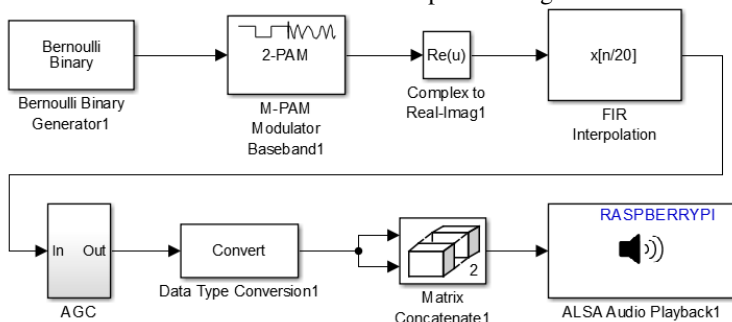 Bernoulli
Binary
Bernoulli Binary
Generator1
2-PAM
M-PAM
Modulator
Baseband1
Re(u)
Complex to
Real-Imag1
x[n/20]
FIR
Interpolation
In Out
AGC
Convert
Data Type Conversion1
2
Matrix
Concatenate1
RASPBERRYPI
ALSA Audio Playback1